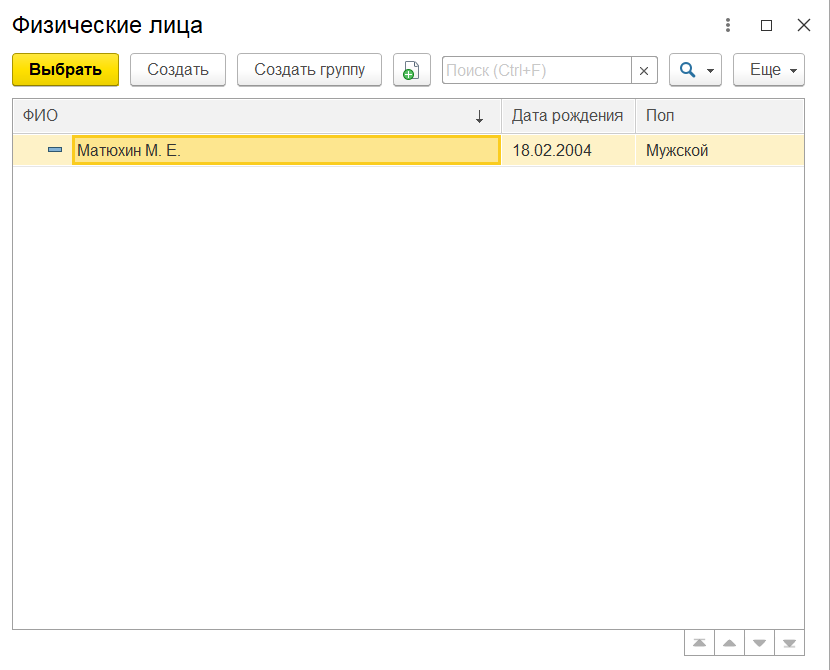 Физические лица
Выбрать Создать Создать группу Поиск (Ctrl+F) × Еще
ФИО ↓ Дата рождения Пол
Матюхин М. Е. 18.02.2004 Мужской